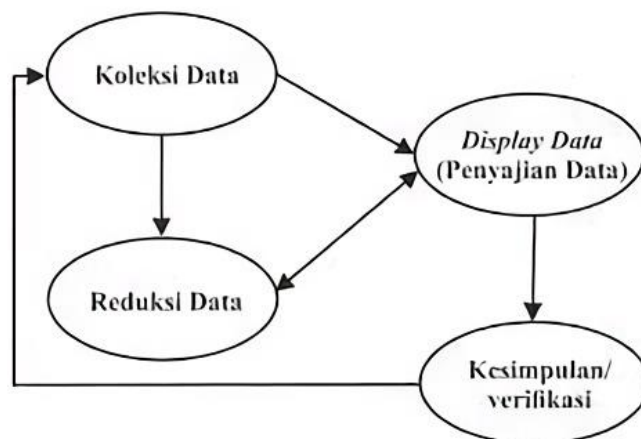 Koleksi Data
Display Data
(Penyajian Data)
Reduksi Data
Kesimpulan/
verifikasi